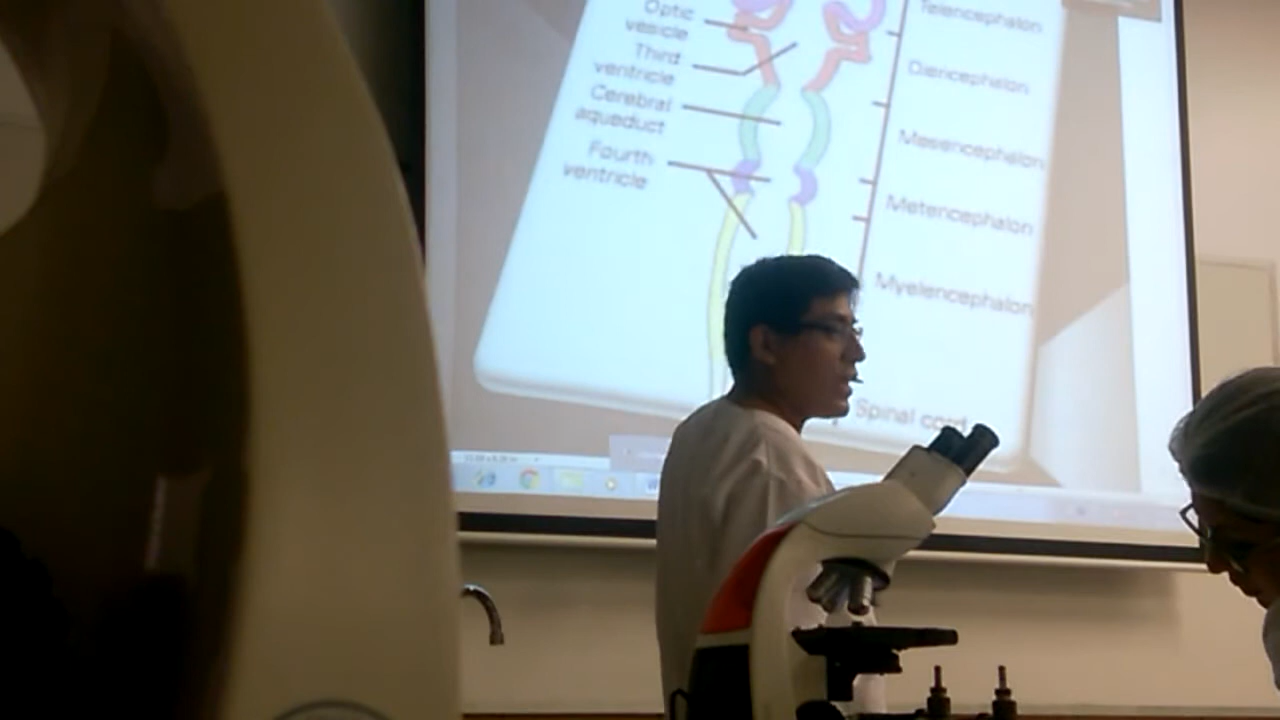 Optic
vesicle
Third
ventricle
Cerebral
aqueduct
Fourth
ventricle
Telencephalon
Diencephalon
Mesencephalon
Metencephalon
Myelencephalon
Spinal cord